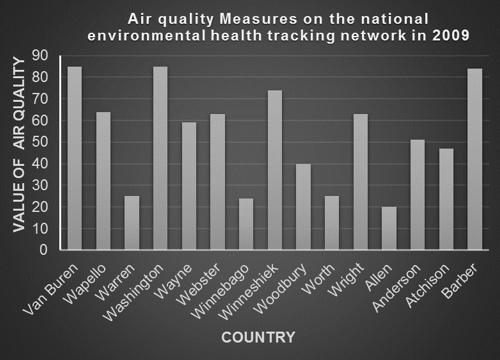 Air quality Measures on the national
environmental health tracking network in 2009
VALUE OF AIR QUALITY
90
80
70
60
50
40
30
20
10
0
Van Buren
Wapello
Warren
Washington
Wayne
Webster
Winnebago
Winneshiek
Woodbury
Worth
Wright
Allen
Anderson
Atchison
Barber
COUNTRY